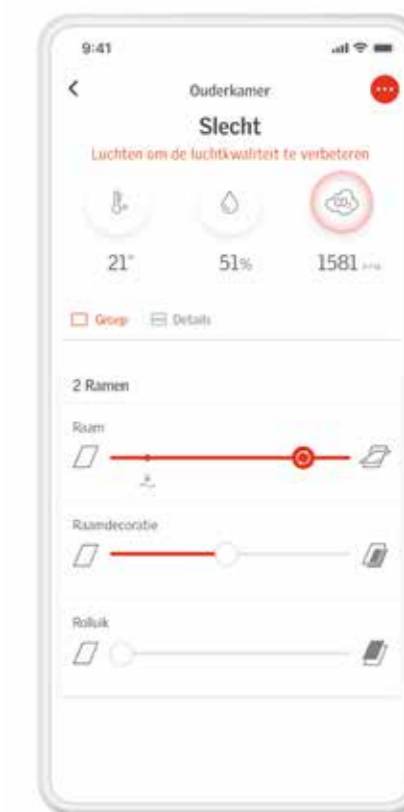 9:41
Ouderkamer
Slecht
Luchten om de luchtkwaliteit te verbeteren
CO₂
21° 51% 1581
Groep Details
2 Ramen
Raam
Raamdecoratie
Rolluik